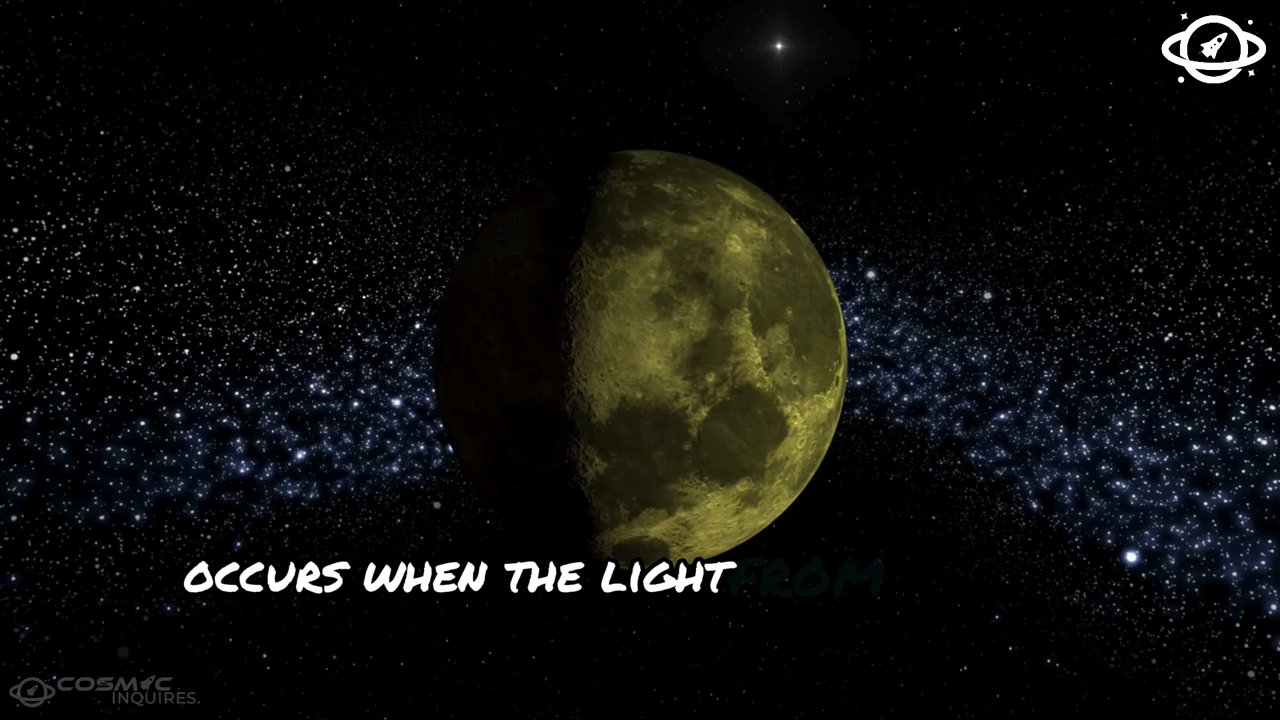 OCCURS WHEN THE LIGHT FROM
COSMIC
INQUIRES.